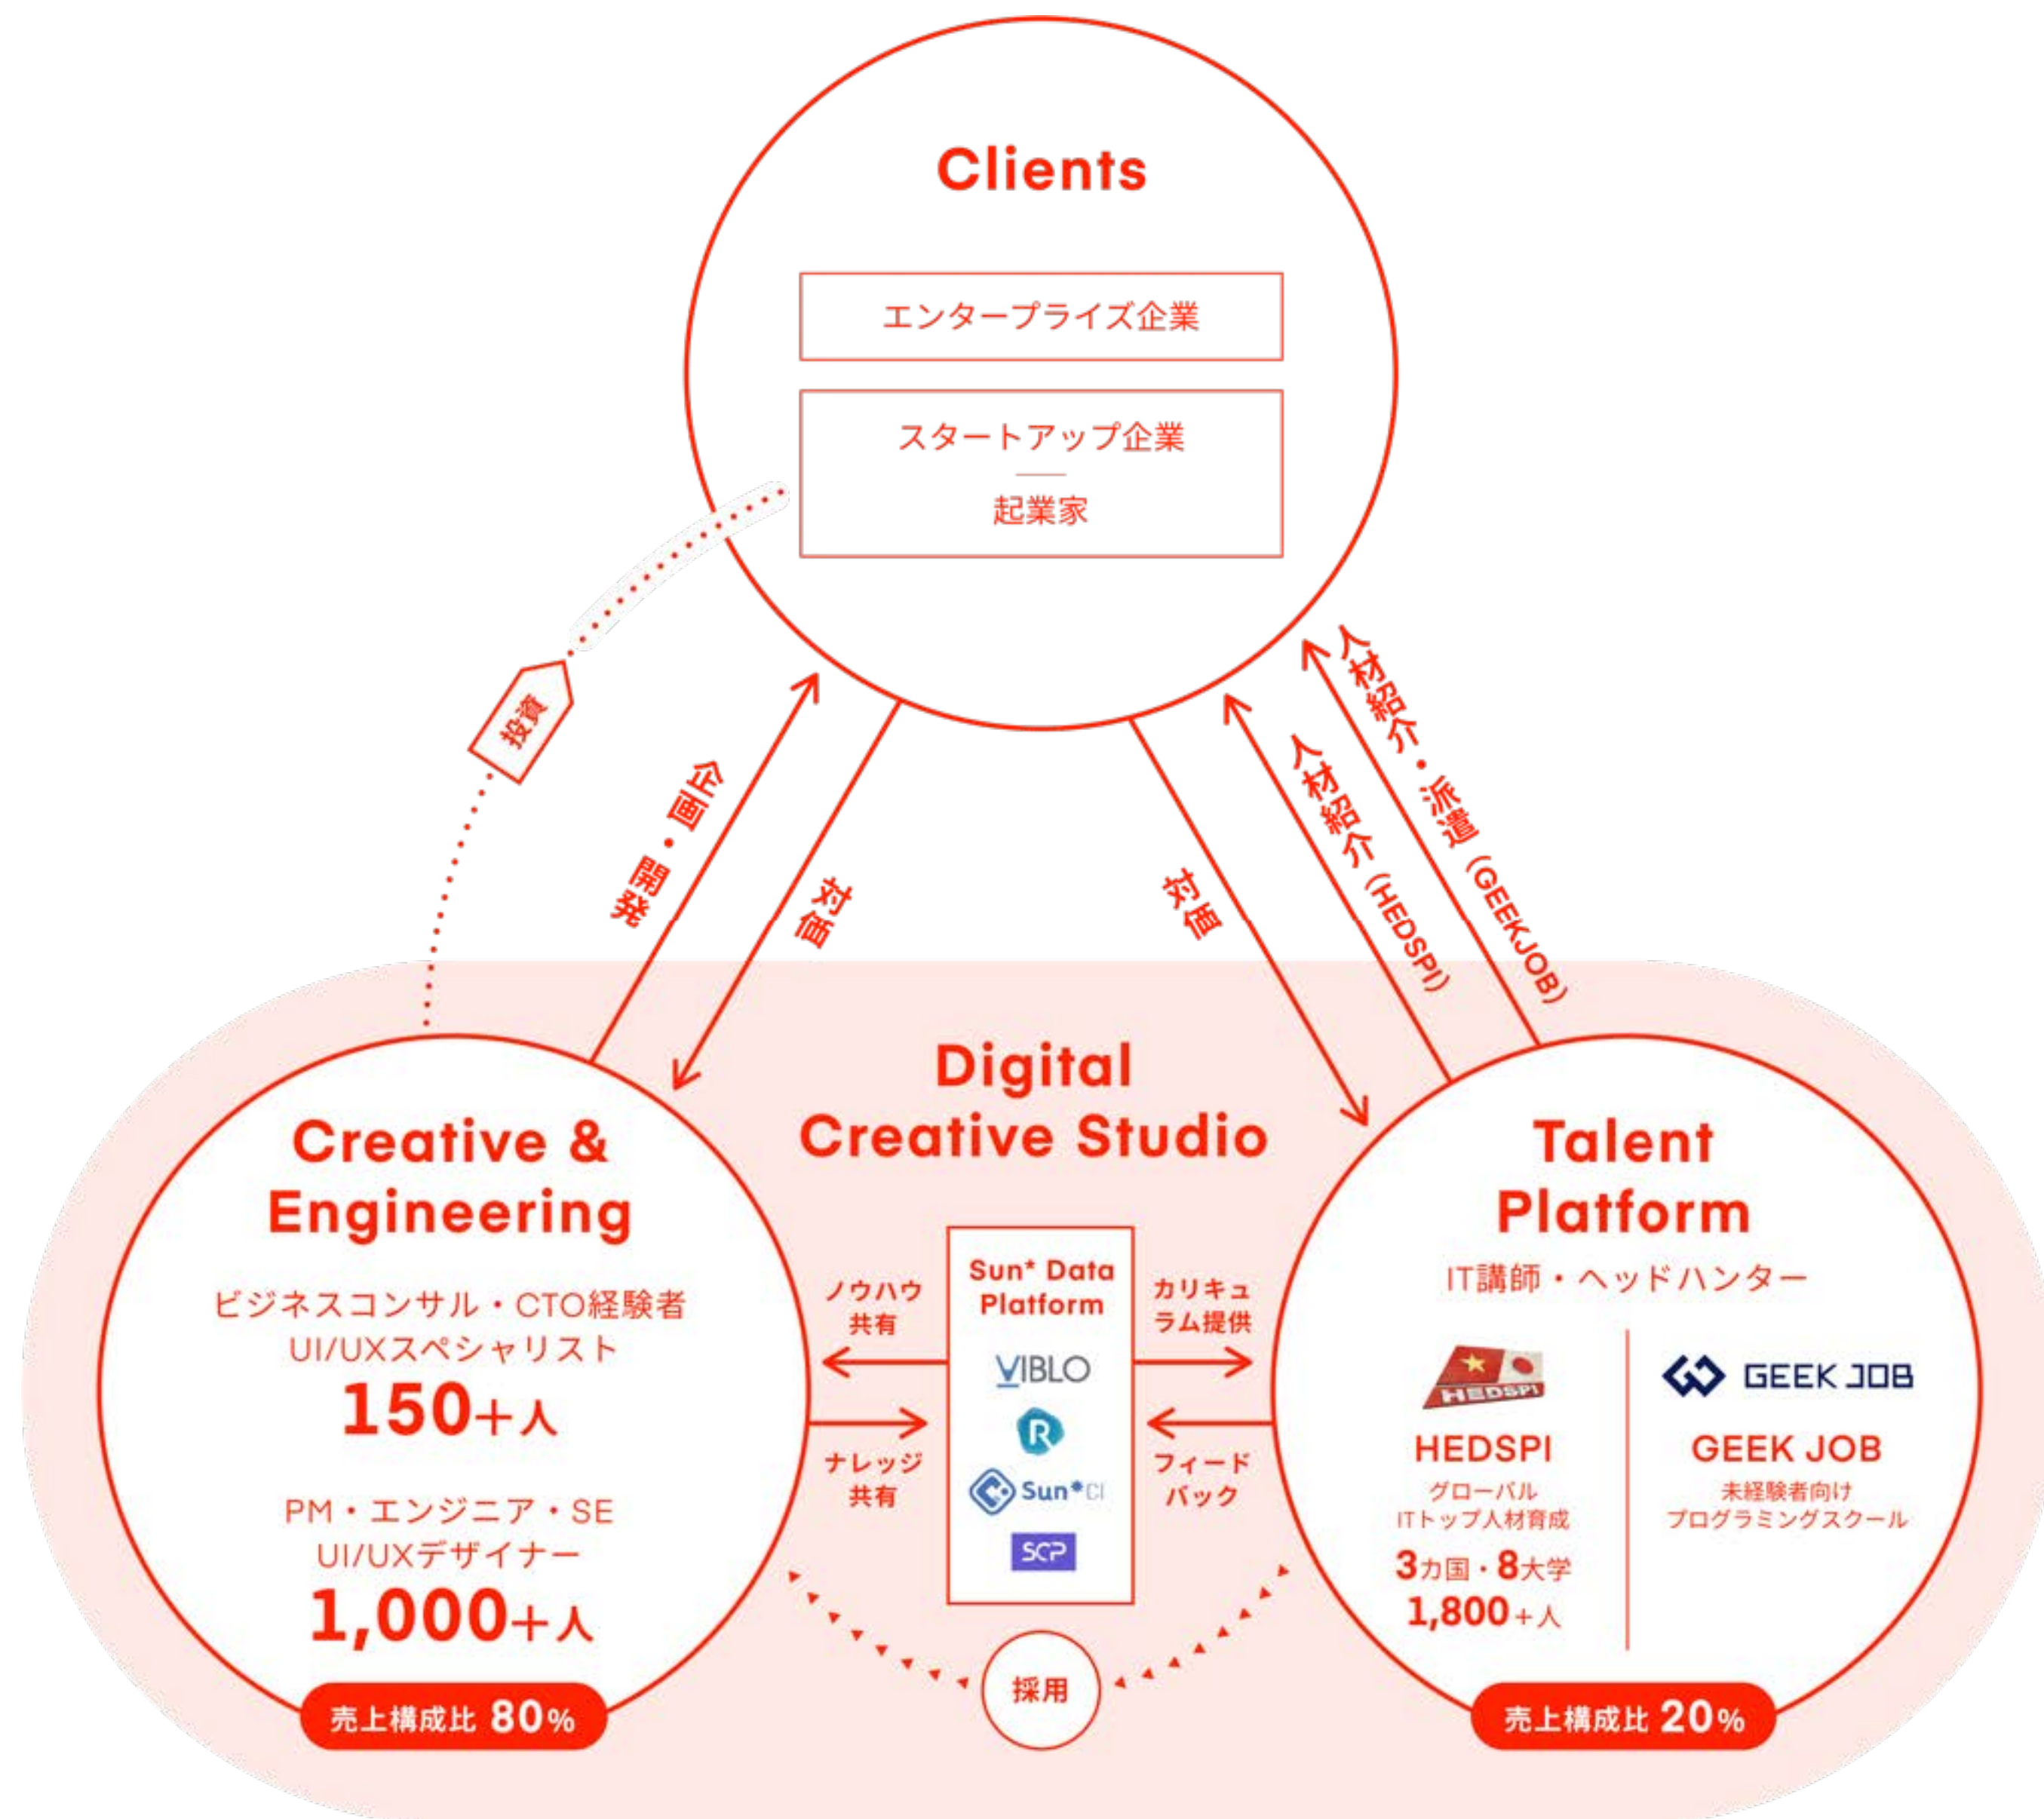 Clients
エンタープライズ企業
スタートアップ企業
起業家
投資
企画・開発
対価
対価
人材紹介（HEDSPI）
人材紹介・派遣（GEEKJOB）
Digital
Creative Studio
Creative &
Engineering
ビジネスコンサル・CTO経験者
UI/UXスペシャリスト
150+人
PM・エンジニア・SE
UI/UXデザイナー
1,000+人
売上構成比 80%
ノウハウ
共有
ナレッジ
共有
Sun* Data
Platform
VIBLO
R
Sun*CI
SCP
カリキュ
ラム提供
フィード
バック
採用
Talent
Platform
IT講師・ヘッドハンター
HEDSPI
HEDSPI
グローバル
ITトップ人材育成
3カ国・8大学
1,800+人
GEEK JOB
GEEK JOB
未経験者向け
プログラミングスクール
売上構成比 20%